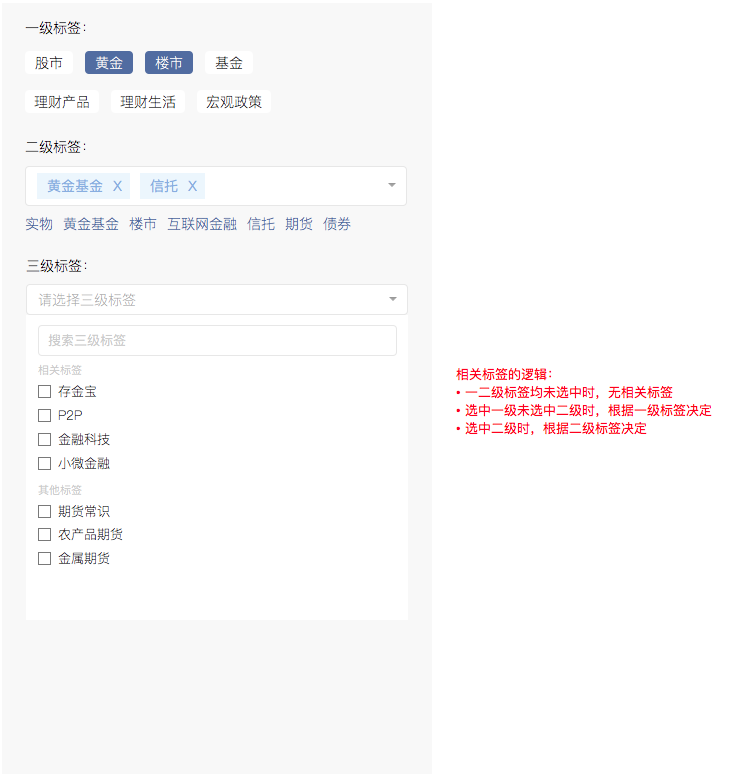 一级标签：
股市 黄金 楼市 基金
理财产品 理财生活 宏观政策
二级标签：
黄金基金 X 信托 X
实物 黄金基金 楼市 互联网金融 信托 期货 债券
三级标签：
请选择三级标签
搜索三级标签
相关标签
存金宝
P2P
金融科技
小微金融
其他标签
期货常识
农产品期货
金属期货
相关标签的逻辑：
• 一二级标签均未选中时，无相关标签
• 选中一级未选中二级时，根据一级标签决定
• 选中二级时，根据二级标签决定